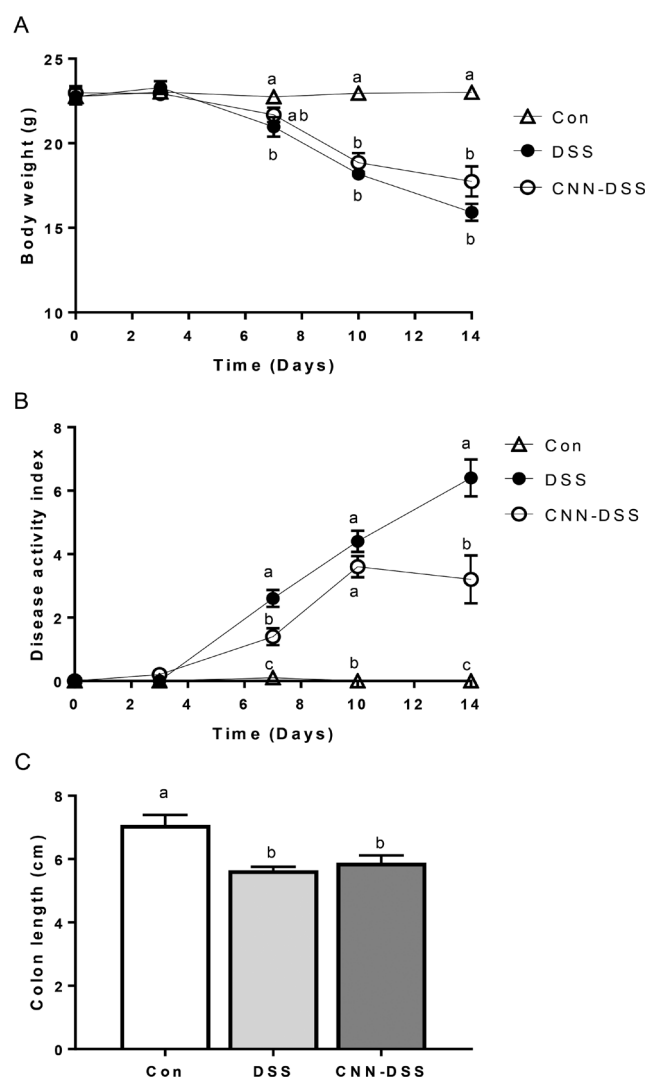 A
25
20
15
10
Body weight (g)
a
a
a
ab
b
b
b
b
b
0
2
4
6
8
10
12
14
Time (Days)
Con
DSS
CNN-DSS
B
8
6
4
2
0
Disease activity index
a
a
a
b
a
b
c
b
c
0
2
4
6
8
10
12
14
Time (Days)
Con
DSS
CNN-DSS
C
8
6
4
2
0
Colon length (cm)
a
b
b
Con
DSS
CNN-DSS